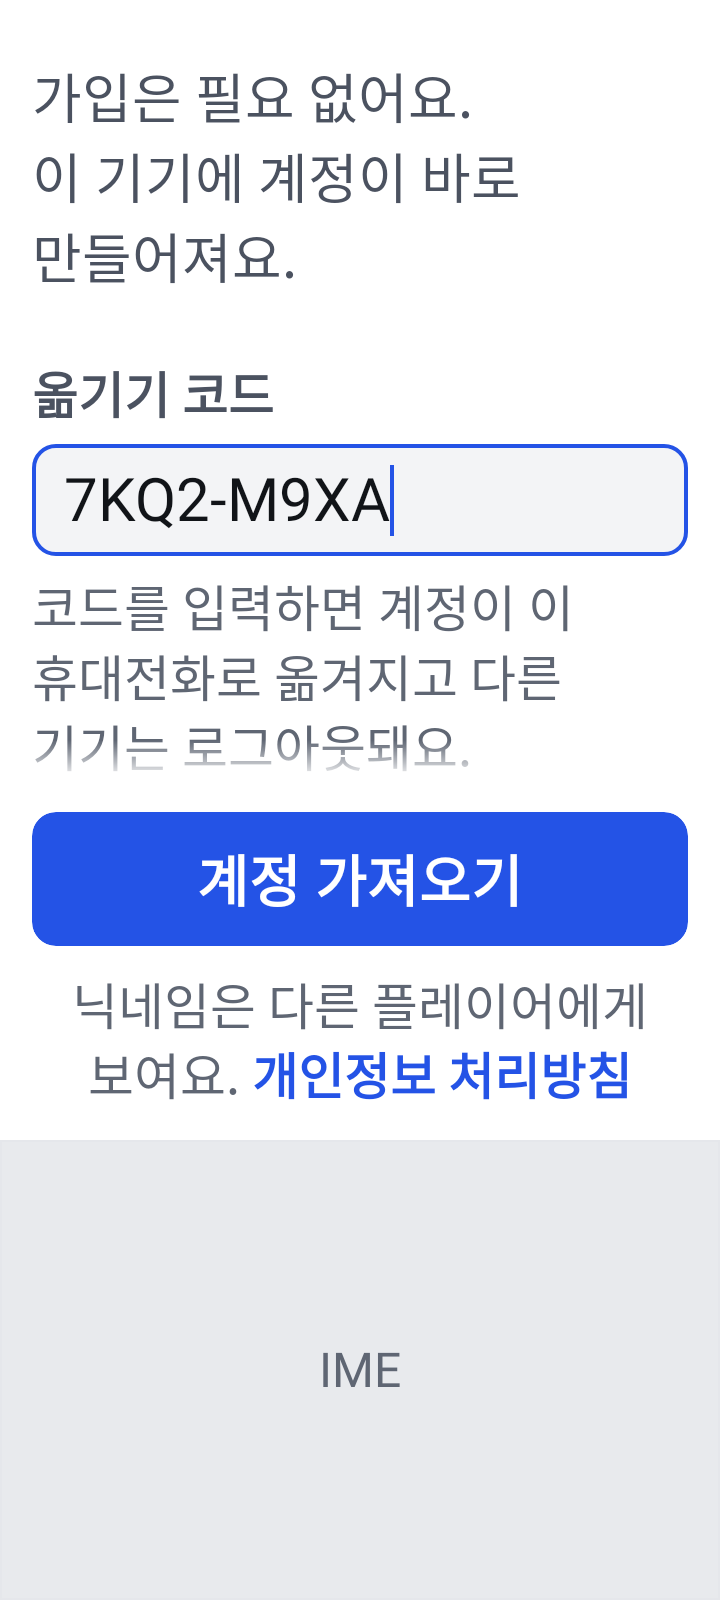 가입은 필요 없어요.
이 기기에 계정이 바로
만들어져요.
옮기기 코드
7KQ2-M9XA
코드를 입력하면 계정이 이
휴대전화로 옮겨지고 다른
기기는 로그아웃돼요.
계정 가져오기
닉네임은 다른 플레이어에게
보여요. 개인정보 처리방침
IME